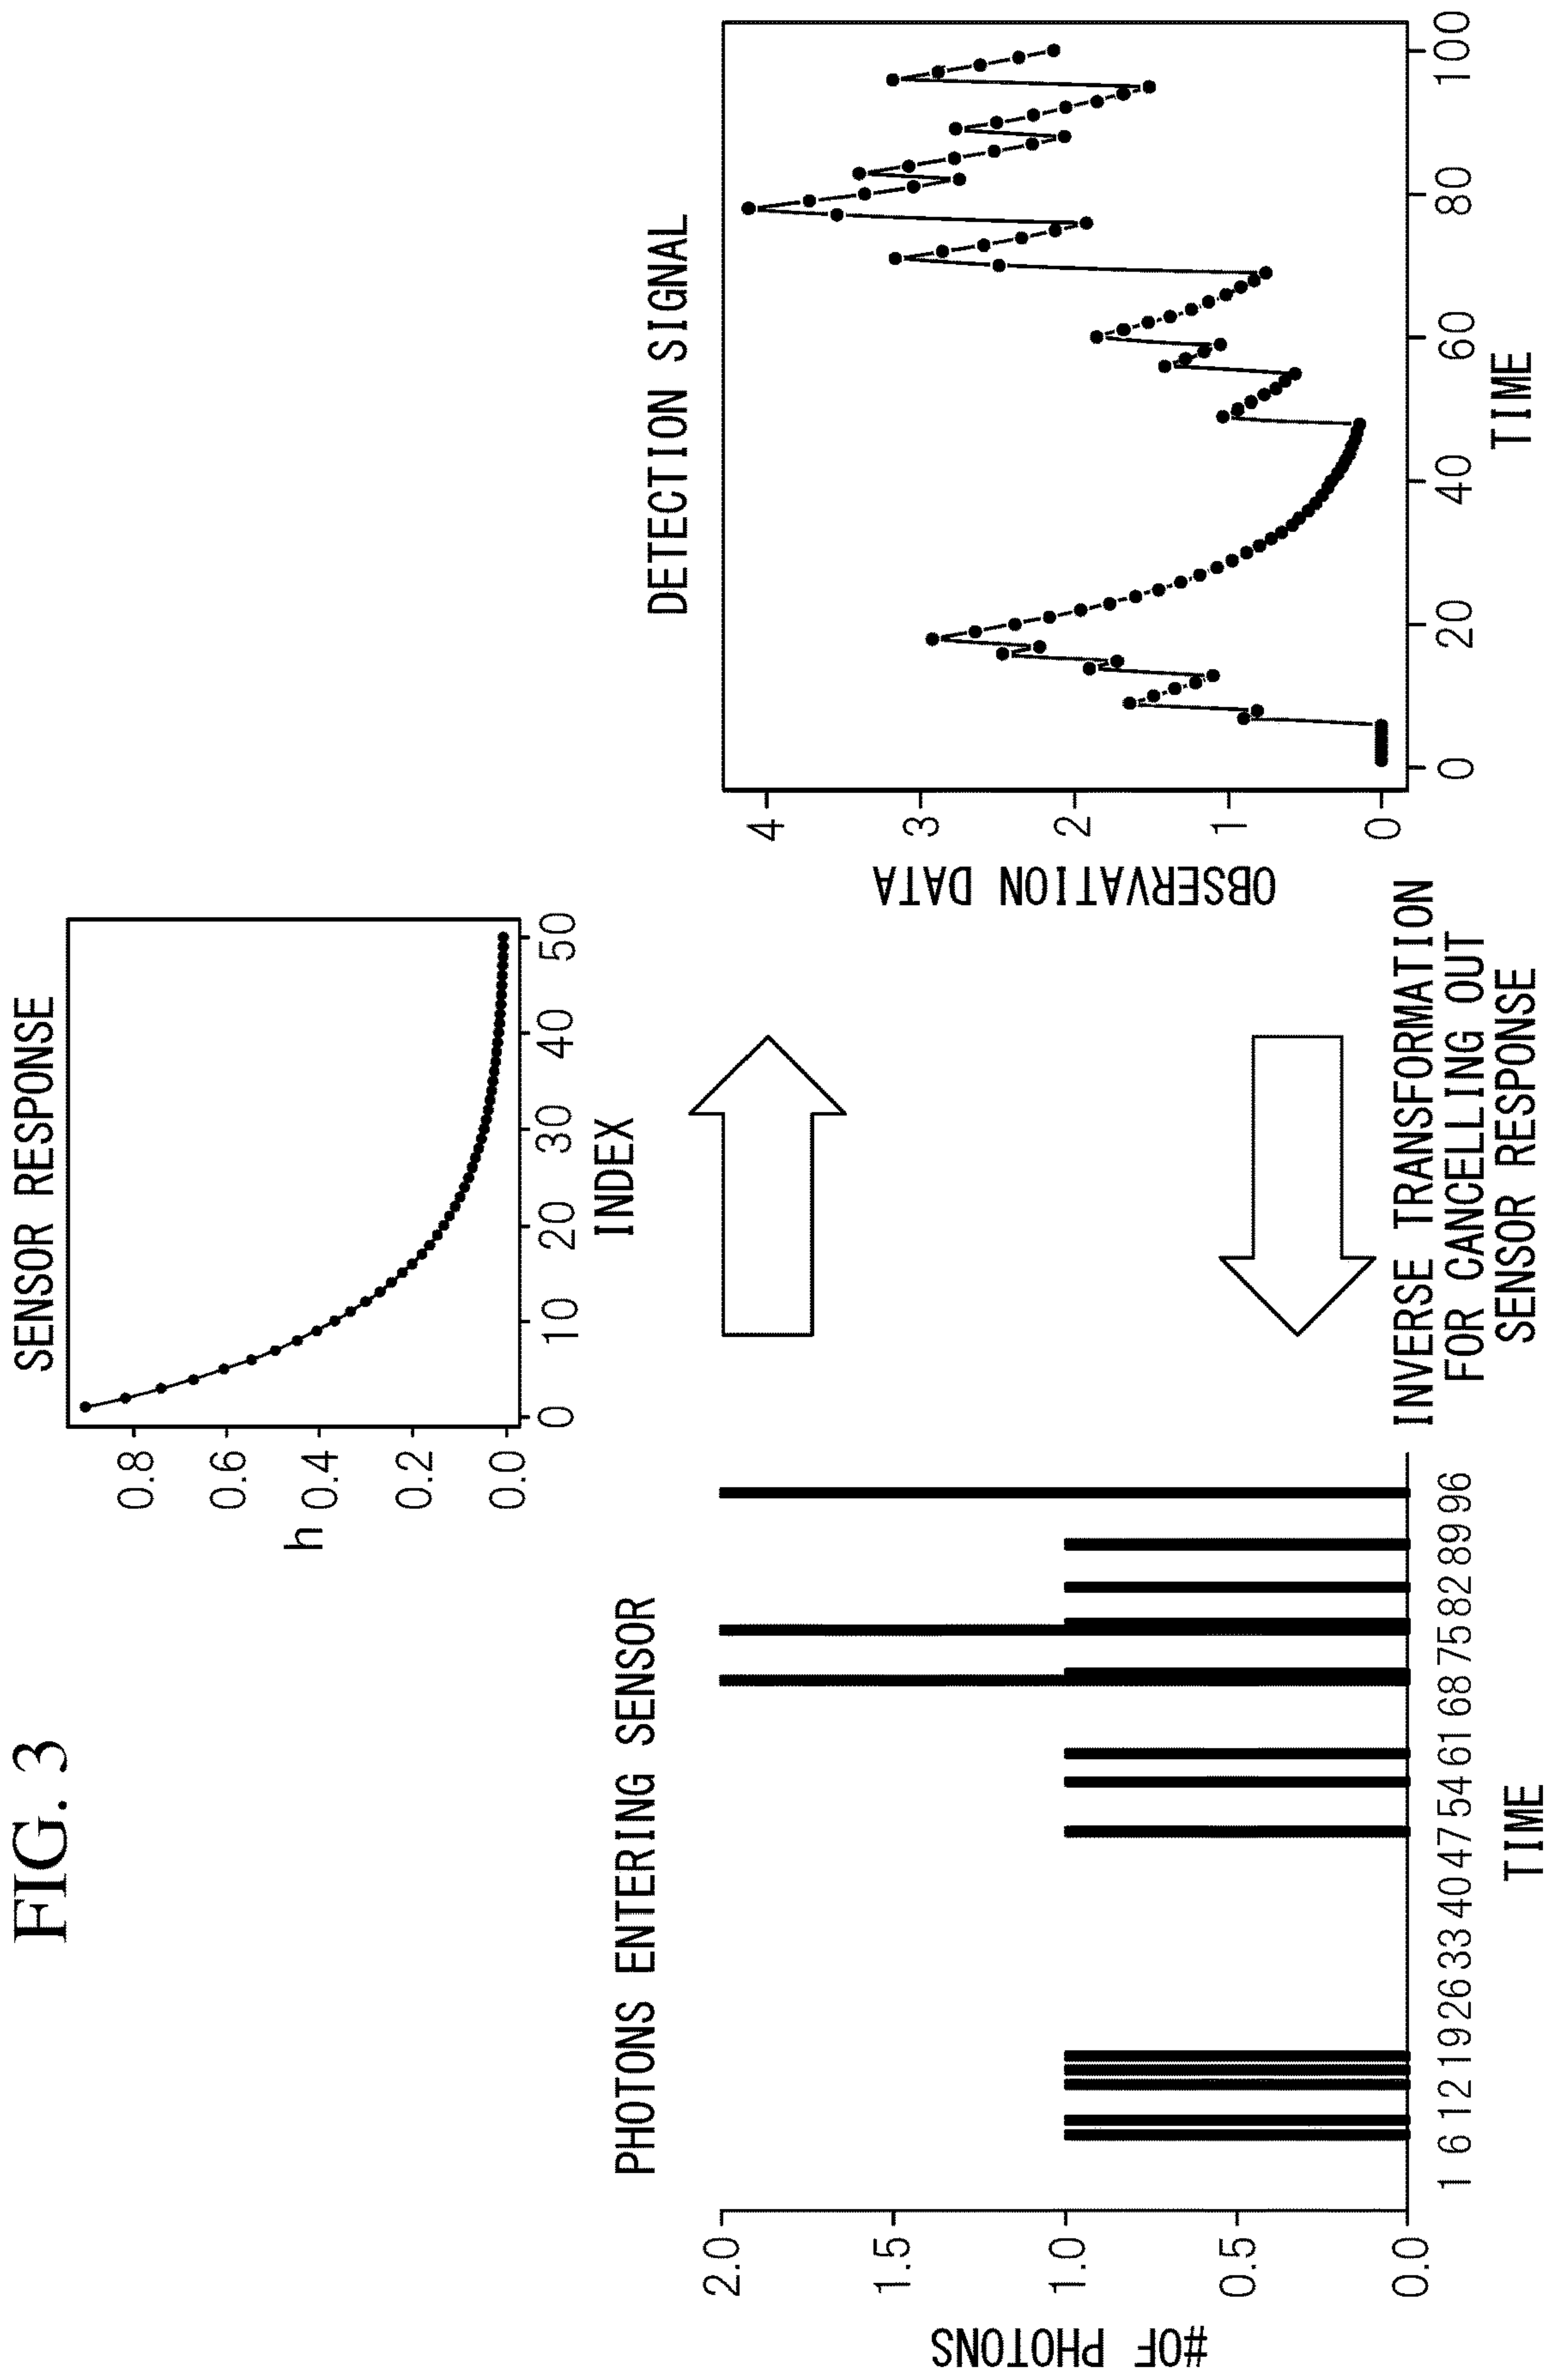 FIG. 3
SENSOR RESPONSE
h
0.8
0.6
0.4
0.2
0.0
0 10 20 30 40 50
INDEX
PHOTONS ENTERING SENSOR
#OF PHOTONS
2.0
1.5
1.0
0.5
0.0
1 6 12 19 26 33 40 47 54 61 68 75 82 89 96
TIME
INVERSE TRANSFORMATION
FOR CANCELLING OUT
SENSOR RESPONSE
DETECTION SIGNAL
OBSERVATION DATA
4
3
2
1
0
0 20 40 60 80 100
TIME